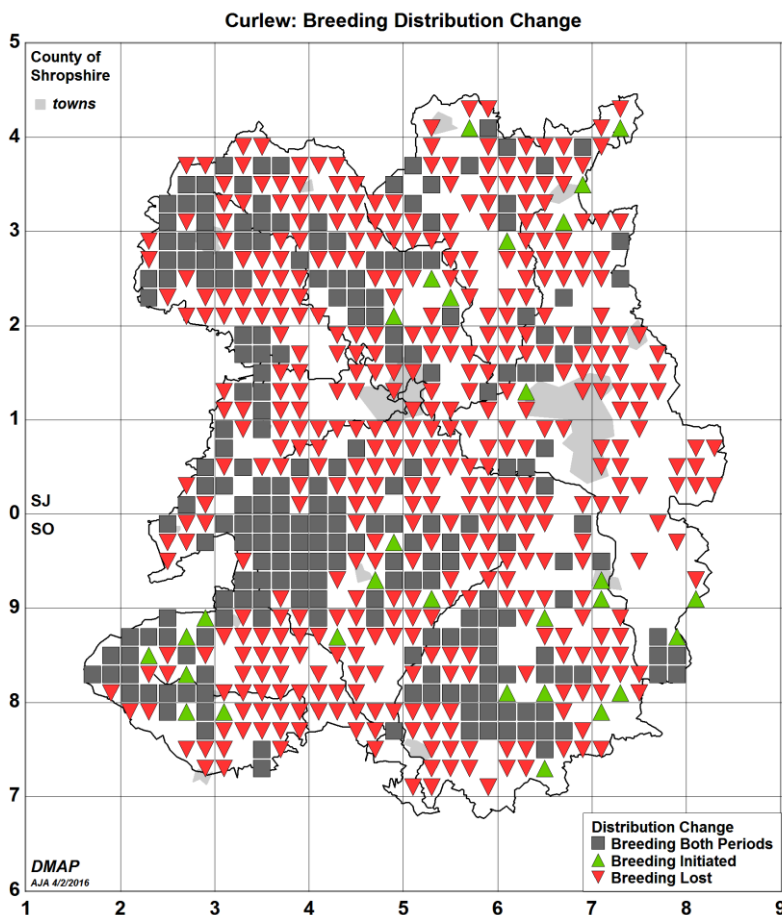 Curlew: Breeding Distribution Change
5
County of
Shropshire
towns
4
3
2
1
SJ
0
SO
9
8
7
Distribution Change
Breeding Both Periods
Breeding Initiated
Breeding Lost
DMAP
AJA 4/2/2016
6
1 2 3 4 5 6 7 8 9